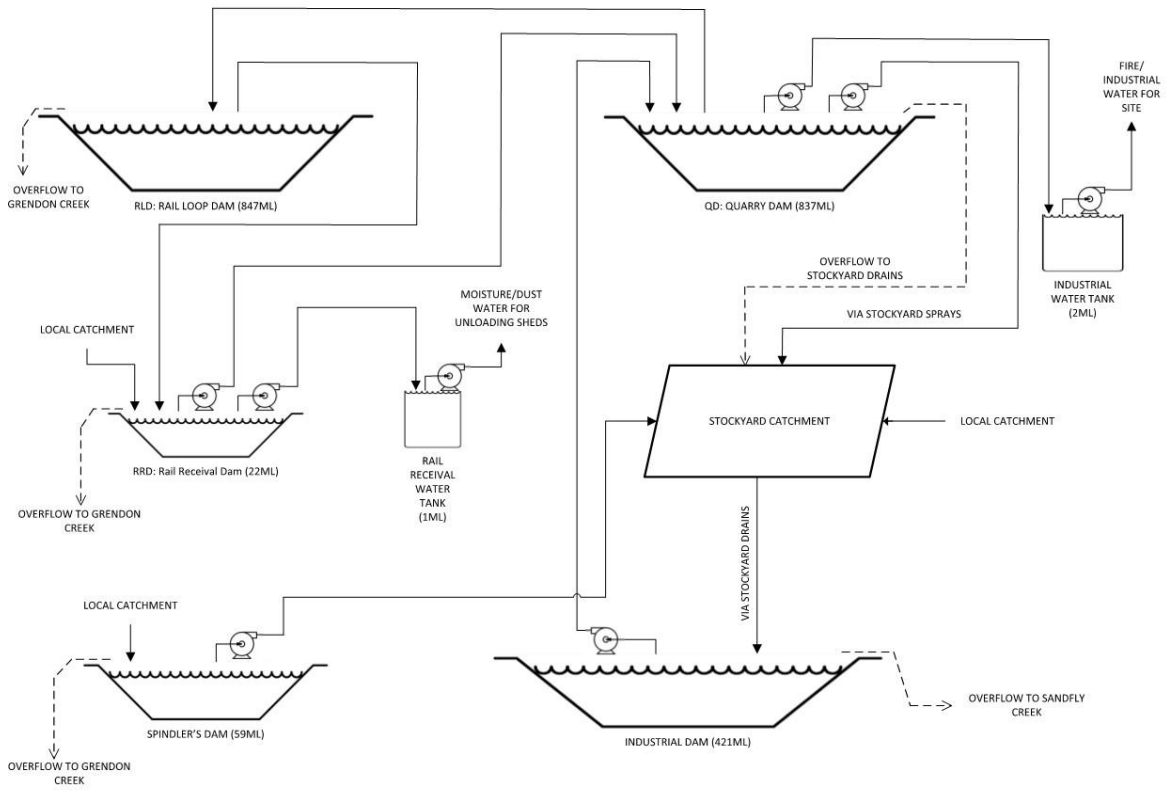 FIRE/
INDUSTRIAL
WATER FOR
SITE
OVERFLOW TO
GRENDON CREEK
RLD: RAIL LOOP DAM (847ML)
QD: QUARRY DAM (837ML)
OVERFLOW TO
STOCKYARD DRAINS
INDUSTRIAL
WATER TANK
(2ML)
VIA STOCKYARD SPRAYS
MOISTURE/DUST
WATER FOR
UNLOADING SHEDS
LOCAL CATCHMENT
STOCKYARD CATCHMENT
LOCAL CATCHMENT
RRD: Rail Receival Dam (22ML)
RAIL
RECEIVAL
WATER
TANK
(1ML)
OVERFLOW TO GRENDON
CREEK
VIA STOCKYARD DRAINS
LOCAL CATCHMENT
OVERFLOW TO SANDFLY
CREEK
SPINDLER'S DAM (59ML)
INDUSTRIAL DAM (421ML)
OVERFLOW TO GRENDON
CREEK